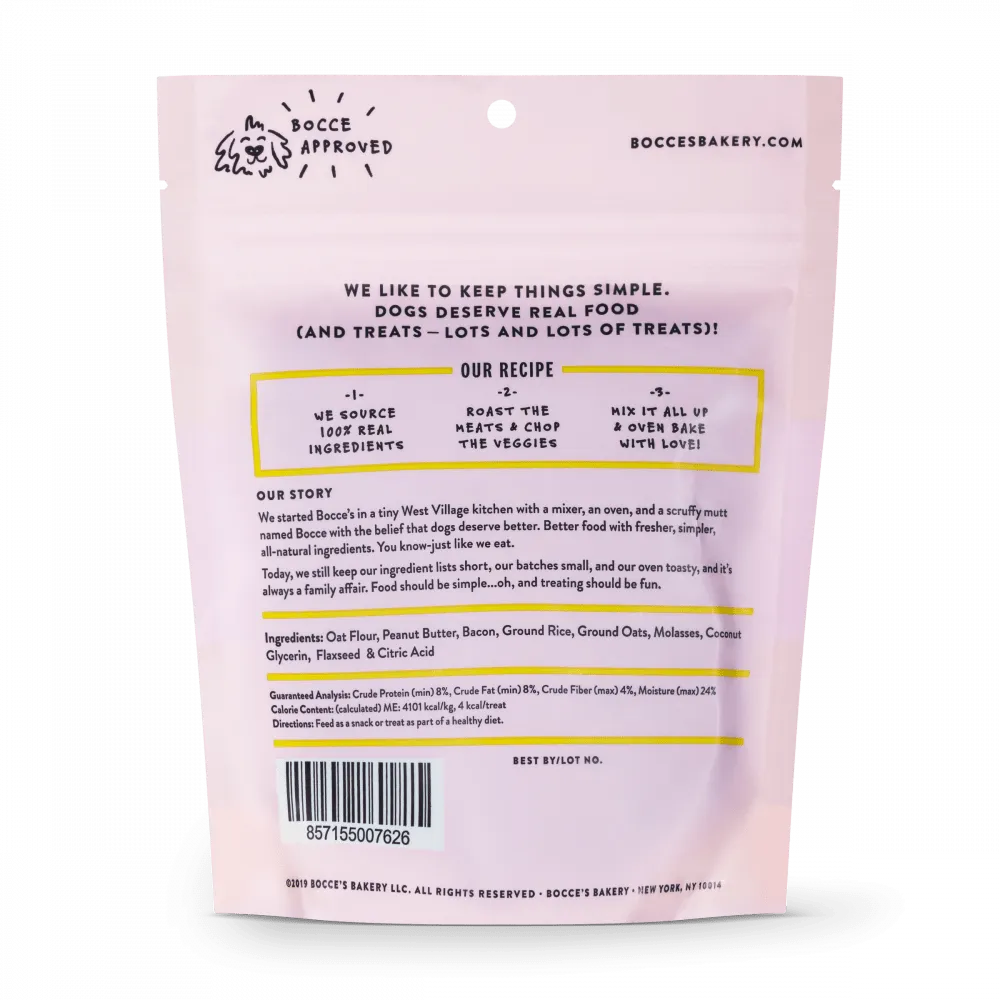 BOCCE
APPROVED
BOCCESBAKERY.COM
WE LIKE TO KEEP THINGS SIMPLE.
DOGS DESERVE REAL FOOD
(AND TREATS — LOTS AND LOTS OF TREATS)!
OUR RECIPE
-1-
WE SOURCE
100% REAL
INGREDIENTS
-2-
ROAST THE
MEATS & CHOP
THE VEGGIES
-3-
MIX IT ALL UP
& OVEN BAKE
WITH LOVE!
OUR STORY
We started Bocce's in a tiny West Village kitchen with a mixer, an oven, and a scruffy mutt
named Bocce with the belief that dogs deserve better. Better food with fresher, simpler,
all-natural ingredients. You know-just like we eat.
Today, we still keep our ingredient lists short, our batches small, and our oven toasty, and it's
always a family affair. Food should be simple...oh, and treating should be fun.
Ingredients: Oat Flour, Peanut Butter, Bacon, Ground Rice, Ground Oats, Molasses, Coconut
Glycerin, Flaxseed & Citric Acid
Guaranteed Analysis: Crude Protein (min) 8%, Crude Fat (min) 8%, Crude Fiber (max) 4%, Moisture (max) 24%
Calorie Content: (calculated) ME: 4101 kcal/kg, 4 kcal/treat
Directions: Feed as a snack or treat as part of a healthy diet.
BEST BY/LOT NO.
857155007626
©2019 BOCCE'S BAKERY LLC. ALL RIGHTS RESERVED • BOCCE'S BAKERY • NEW YORK, NY 10014